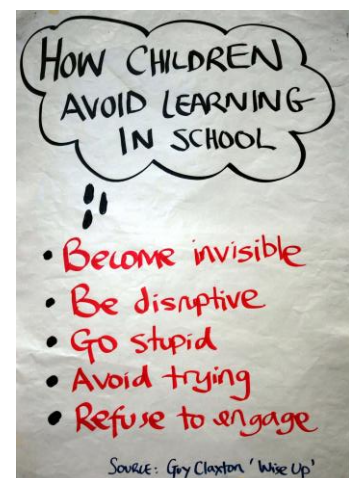 HOW CHILDREN
AVOID LEARNING
IN SCHOOL
• Become invisible
• Be disruptive
• Go stupid
• Avoid trying
• Refuse to engage
SOURCE: Guy Claxton 'Wise Up'